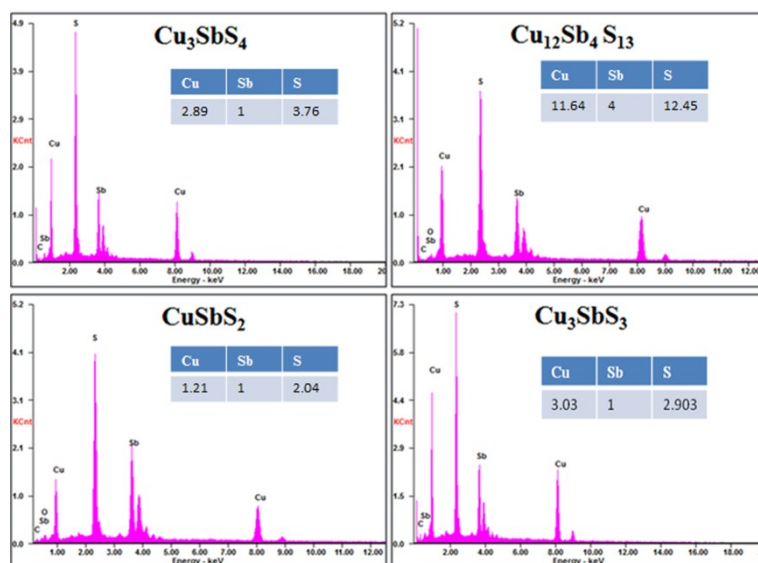 Cu3SbS4
4.9
3.9
2.9
KCnt
2.0
1.0
0.0
S
Cu
Sb
Cu
Sb
C
Cu Sb S
2.89 1 3.76
2.00 4.00 6.00 8.00 10.00 12.00 14.00 16.00 18.00 20
Energy - keV
Cu12Sb4 S13
5.2
4.1
3.1
KCnt
2.1
1.0
0.0
S
Cu
Sb
Cu
O
Sb
C
Cu Sb S
11.64 4 12.45
1.00 2.00 3.00 4.00 5.00 6.00 7.00 8.00 9.00 10.00 11.00 12.0
Energy - keV
CuSbS2
5.2
4.1
3.1
KCnt
2.1
1.0
0.0
S
Cu
Sb
Cu
O
Sb
C
Cu Sb S
1.21 1 2.04
1.00 2.00 3.00 4.00 5.00 6.00 7.00 8.00 9.00 10.00 11.00 12.0
Energy - keV
Cu3SbS3
7.3
5.8
4.4
KCnt
2.9
1.5
0.0
S
Cu
Sb
Cu
Sb
C
Cu Sb S
3.03 1 2.903
2.00 4.00 6.00 8.00 10.00 12.00 14.00 16.00 18.00 20
Energy - keV